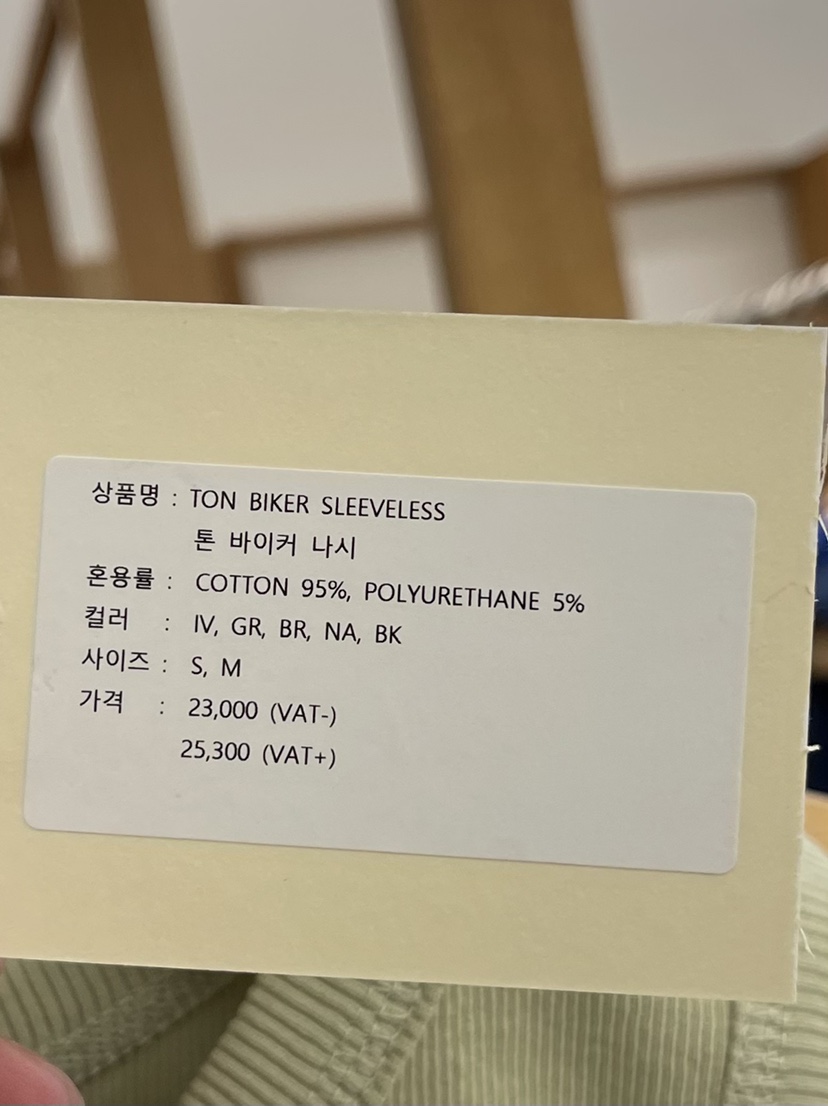 상품명 : TON BIKER SLEEVELESS
톤 바이커 나시
혼용률 : COTTON 95%, POLYURETHANE 5%
컬러 : IV, GR, BR, NA, BK
사이즈 : S, M
가격 : 23,000 (VAT-)
25,300 (VAT+)